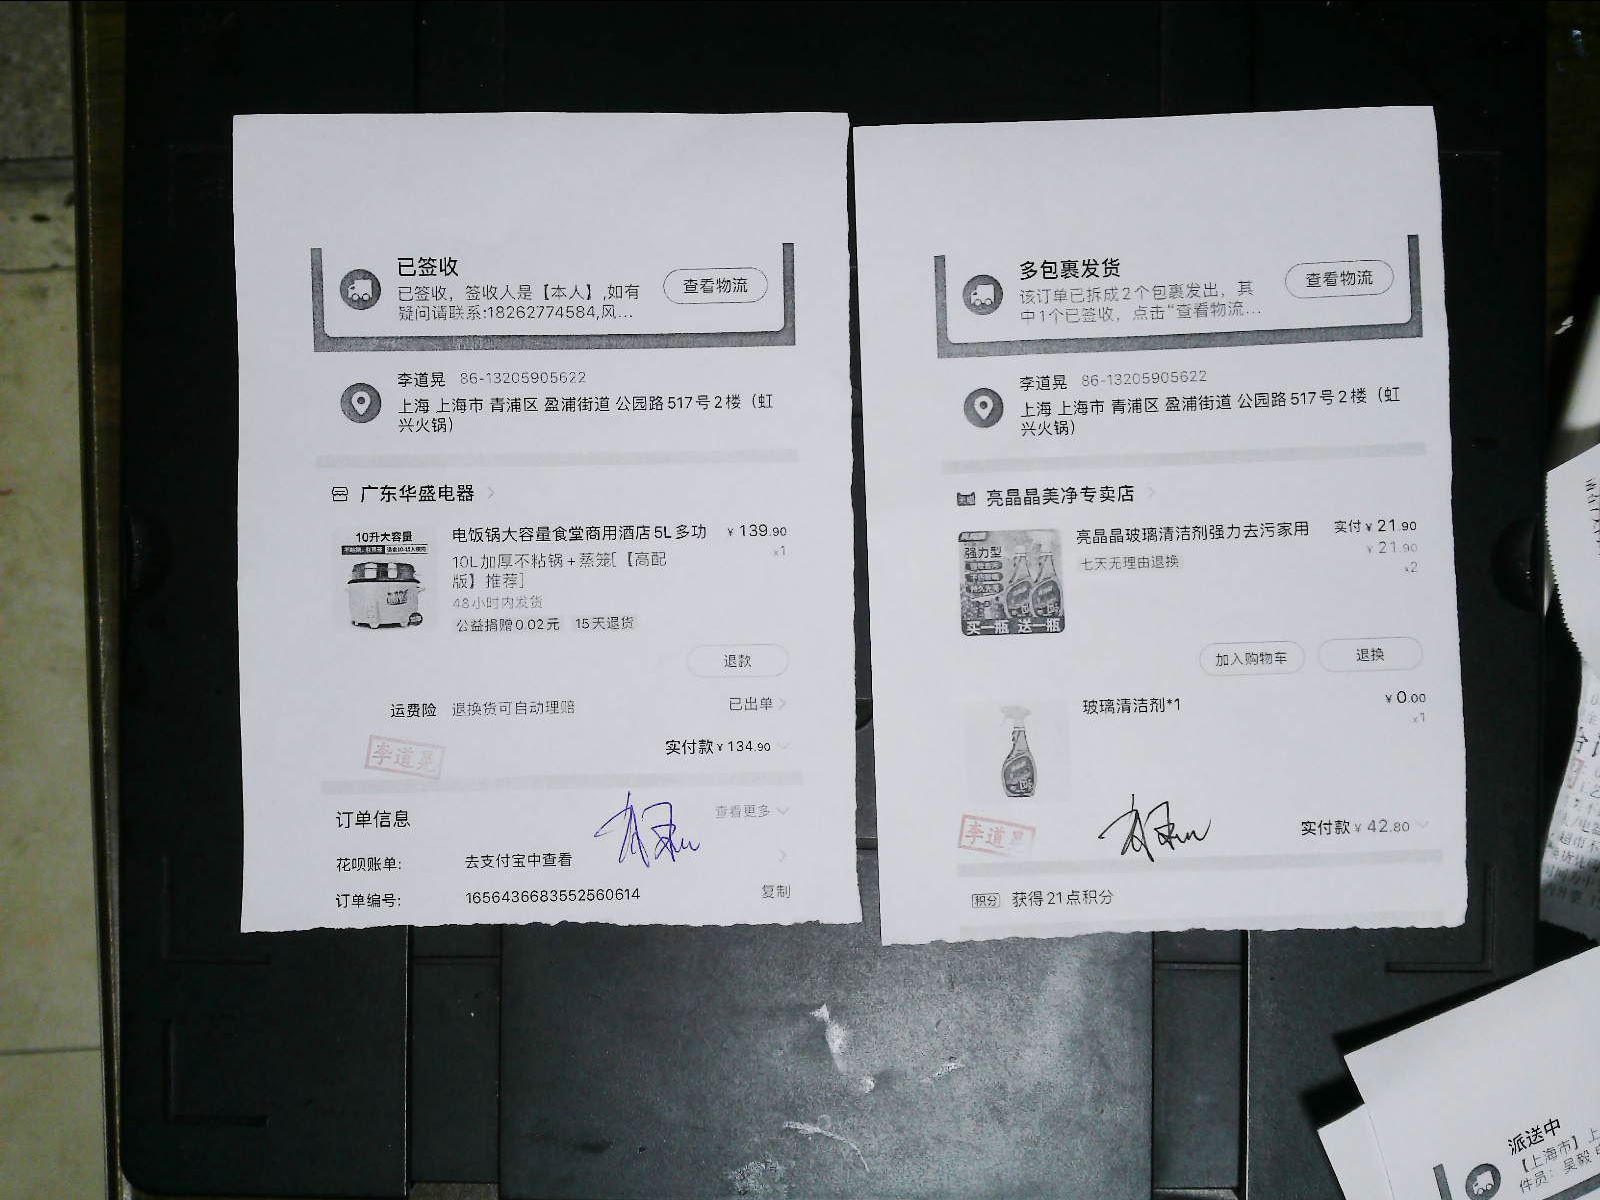 已签收
已签收，签收人是【本人】,如有
疑问请联系:18262774584,风...
查看物流
李道晃 86-13205905622
上海 上海市 青浦区 盈浦街道 公园路517号2楼（虹
兴火锅）
广东华盛电器
10升大容量
电饭锅大容量食堂商用酒店5L多功 ¥139.90
10L加厚不粘锅+蒸笼[【高配 x1
版】推荐]
48小时内发货
公益捐赠0.02元 15天退货
退款
运费险 退换货可自动理赔 已出单
实付款¥134.90
李道晃
订单信息 查看更多
花呗账单: 去支付宝中查看
订单编号: 1656436683552560614 复制
多包裹发货
该订单已拆成2个包裹发出，其
中1个已签收，点击“查看物流...
查看物流
李道晃 86-13205905622
上海 上海市 青浦区 盈浦街道 公园路517号2楼（虹
兴火锅）
亮晶晶美净专卖店
强力型
买一瓶 送一瓶
亮晶晶玻璃清洁剂强力去污家用 实付¥21.90
七天无理由退换 ¥21.90
x2
加入购物车 退换
玻璃清洁剂*1 ¥0.00
x1
李道晃
实付款¥42.80
积分 获得21点积分
派送中
【上海市】上
件员：吴毅